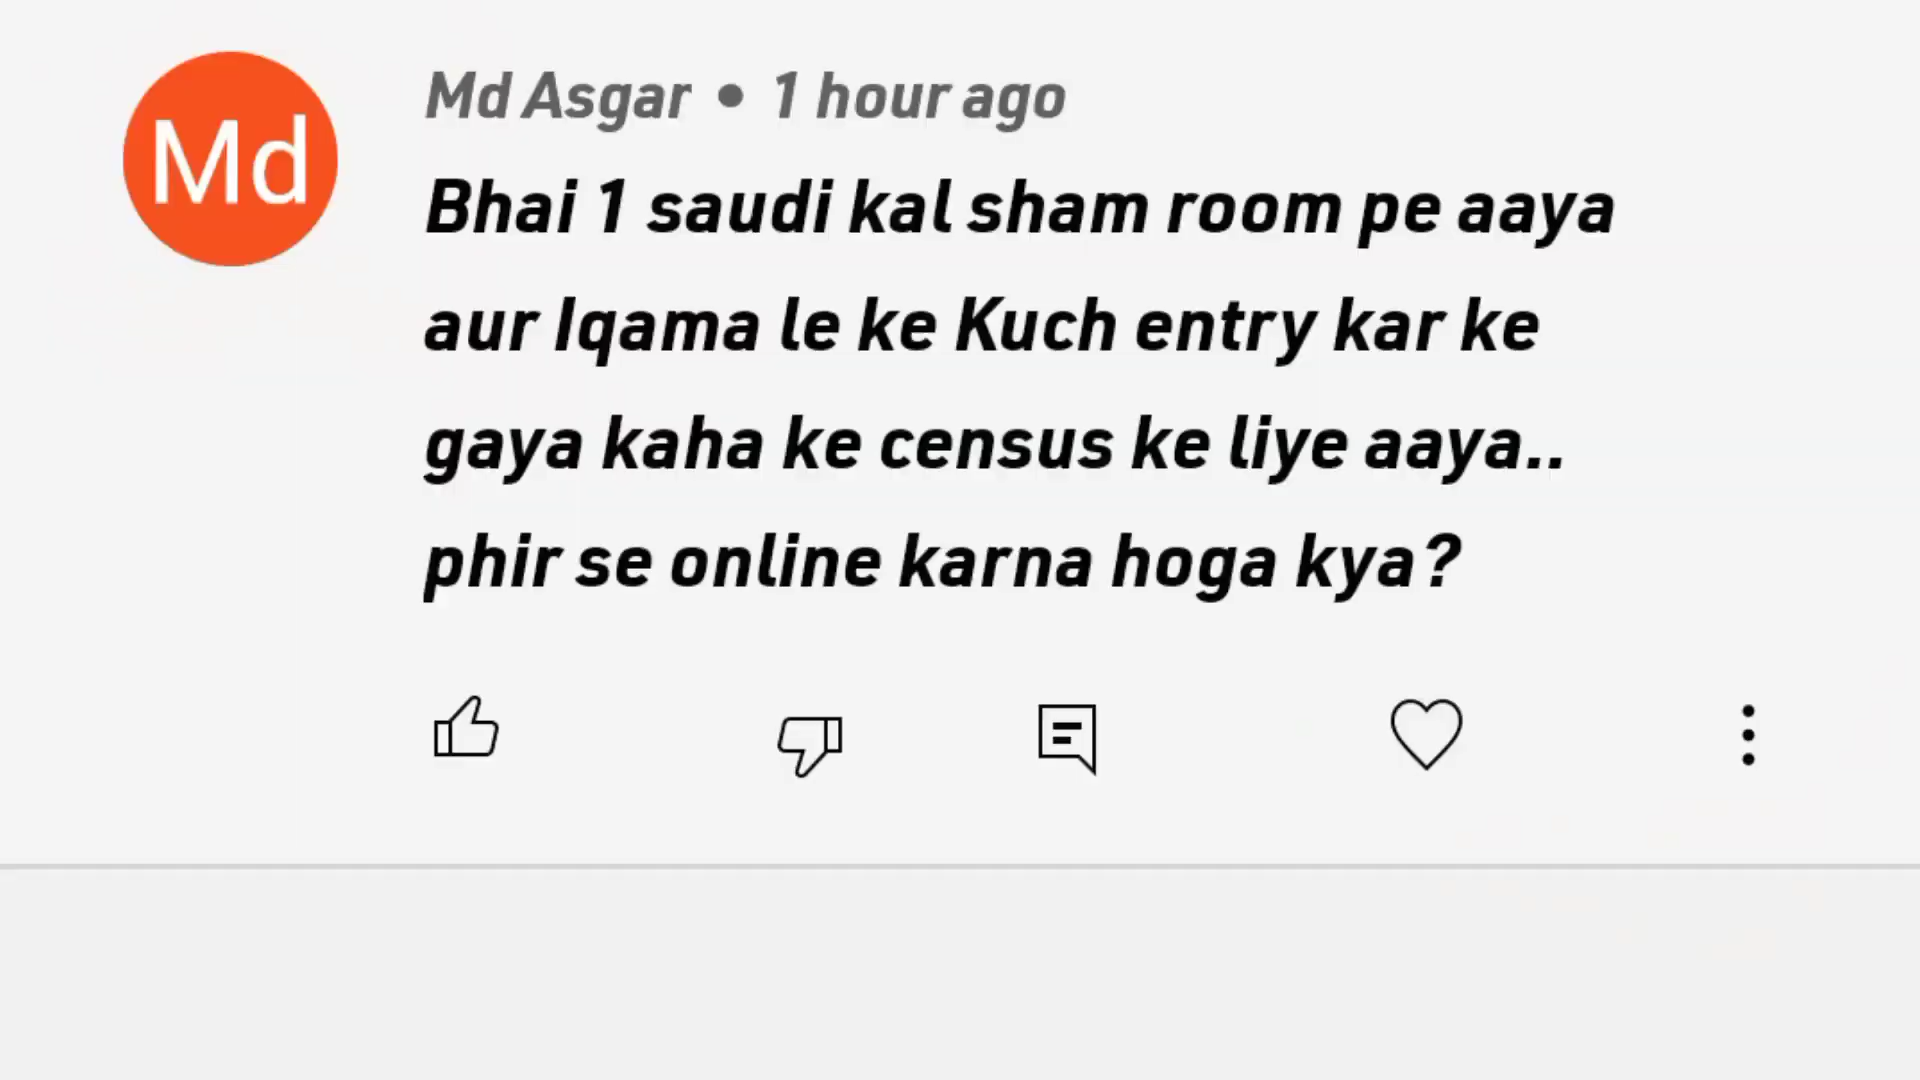 Md
Md Asgar • 1 hour ago
Bhai 1 saudi kal sham room pe aaya
aur Iqama le ke Kuch entry kar ke
gaya kaha ke census ke liye aaya..
phir se online karna hoga kya?